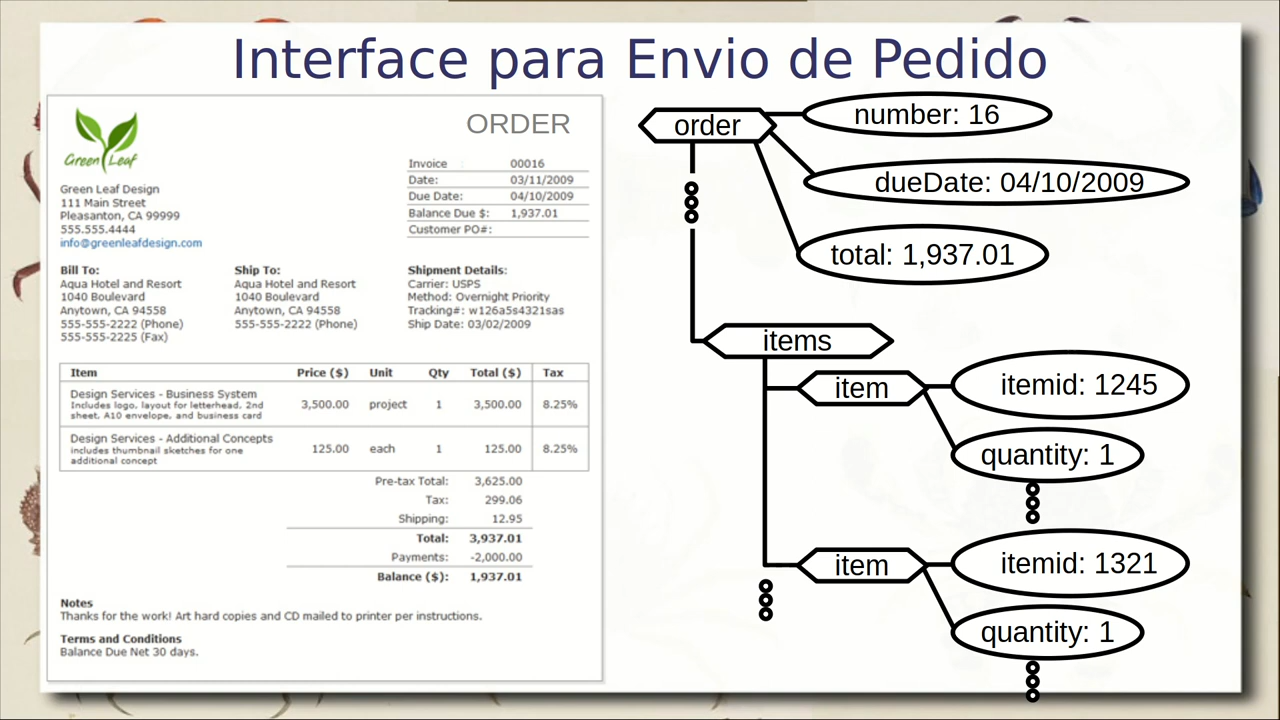 Interface para Envio de Pedido
Green Leaf
ORDER
Invoice : 00016
Date: 03/11/2009
Due Date: 04/10/2009
Balance Due $: 1,937.01
Customer PO#:
Green Leaf Design
111 Main Street
Pleasanton, CA 99999
555.555.4444
info@greenleafdesign.com
Bill To:
Aqua Hotel and Resort
1040 Boulevard
Anytown, CA 94558
555-555-2222 (Phone)
555-555-2225 (Fax)
Ship To:
Aqua Hotel and Resort
1040 Boulevard
Anytown, CA 94558
555-555-2222 (Phone)
Shipment Details:
Carrier: USPS
Method: Overnight Priority
Tracking#: w126a5s4321sas
Ship Date: 03/02/2009
Item Price ($) Unit Qty Total ($) Tax
Design Services - Business System
Includes logo, layout for letterhead, 2nd
sheet, A10 envelope, and business card
3,500.00 project 1 3,500.00 8.25%
Design Services - Additional Concepts
includes thumbnail sketches for one
additional concept
125.00 each 1 125.00 8.25%
Pre-tax Total: 3,625.00
Tax: 299.06
Shipping: 12.95
Total: 3,937.01
Payments: -2,000.00
Balance ($): 1,937.01
Notes
Thanks for the work! Art hard copies and CD mailed to printer per instructions.
Terms and Conditions
Balance Due Net 30 days.
order
number: 16
dueDate: 04/10/2009
total: 1,937.01
items
item
itemid: 1245
quantity: 1
item
itemid: 1321
quantity: 1